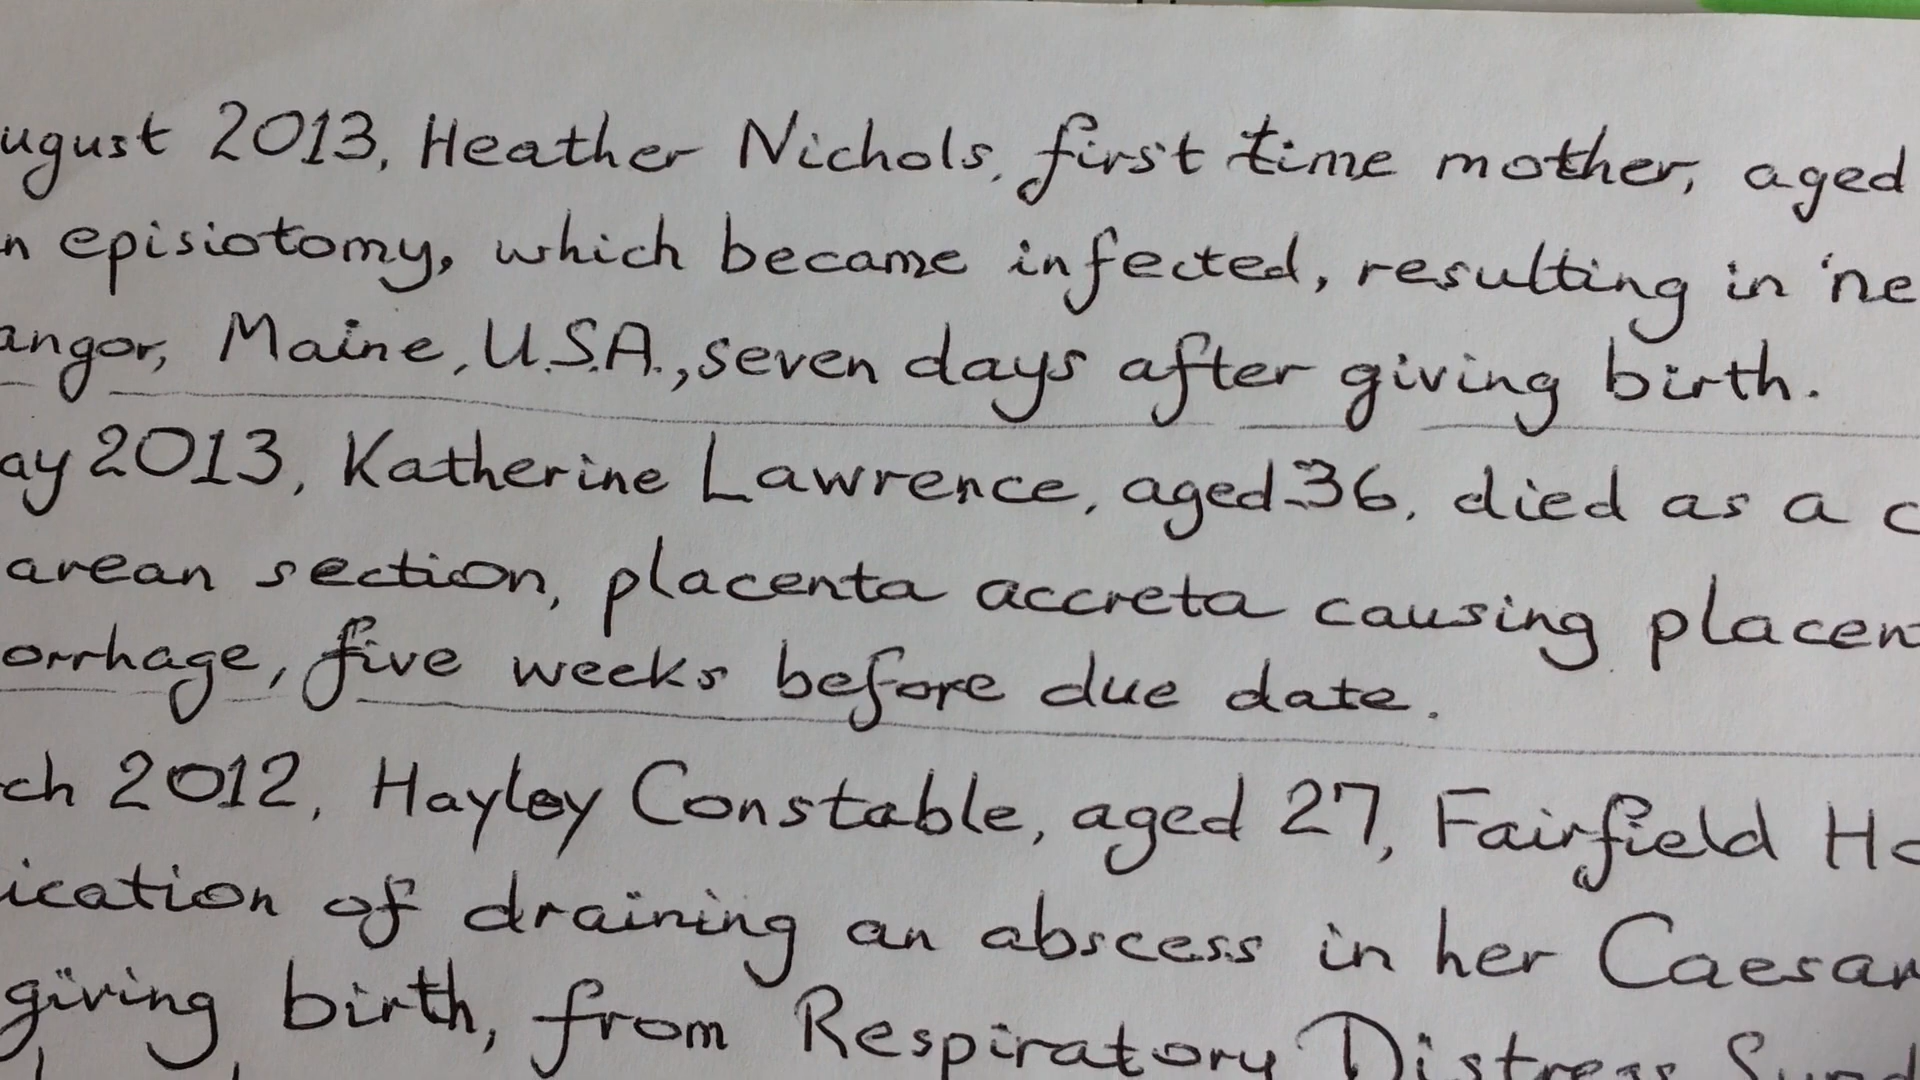 ugust 2013, Heather Nichols, first time mother, aged
n episiotomy, which became infected, resulting in 'ne
angor, Maine, U.S.A., seven days after giving birth.
ay 2013, Katherine Lawrence, aged 36, died as a c
arean section, placenta accreta causing placen
orrhage, five weeks before due date.
ch 2012, Hayley Constable, aged 27, Fairfield Ho
ication of draining an abscess in her Caesar
giving birth, from Respiratory Distress Synd